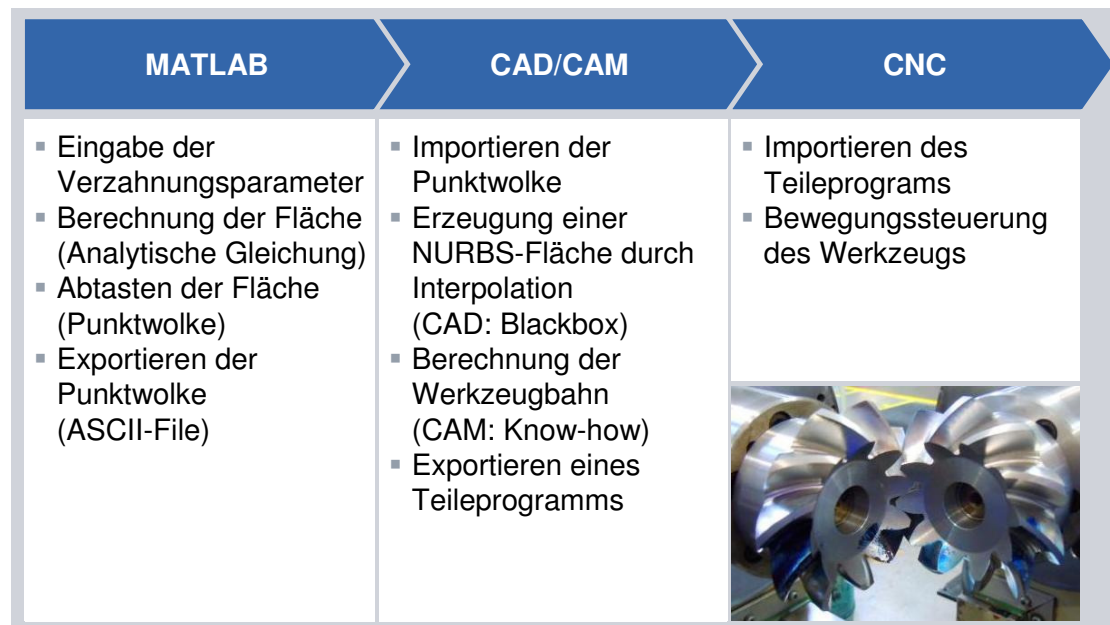 MATLAB
CAD/CAM
CNC
▪ Eingabe der
Verzahnungsparameter
▪ Berechnung der Fläche
(Analytische Gleichung)
▪ Abtasten der Fläche
(Punktwolke)
▪ Exportieren der
Punktwolke
(ASCII-File)
▪ Importieren der
Punktwolke
▪ Erzeugung einer
NURBS-Fläche durch
Interpolation
(CAD: Blackbox)
▪ Berechnung der
Werkzeugbahn
(CAM: Know-how)
▪ Exportieren eines
Teileprogramms
▪ Importieren des
Teileprograms
▪ Bewegungssteuerung
des Werkzeugs